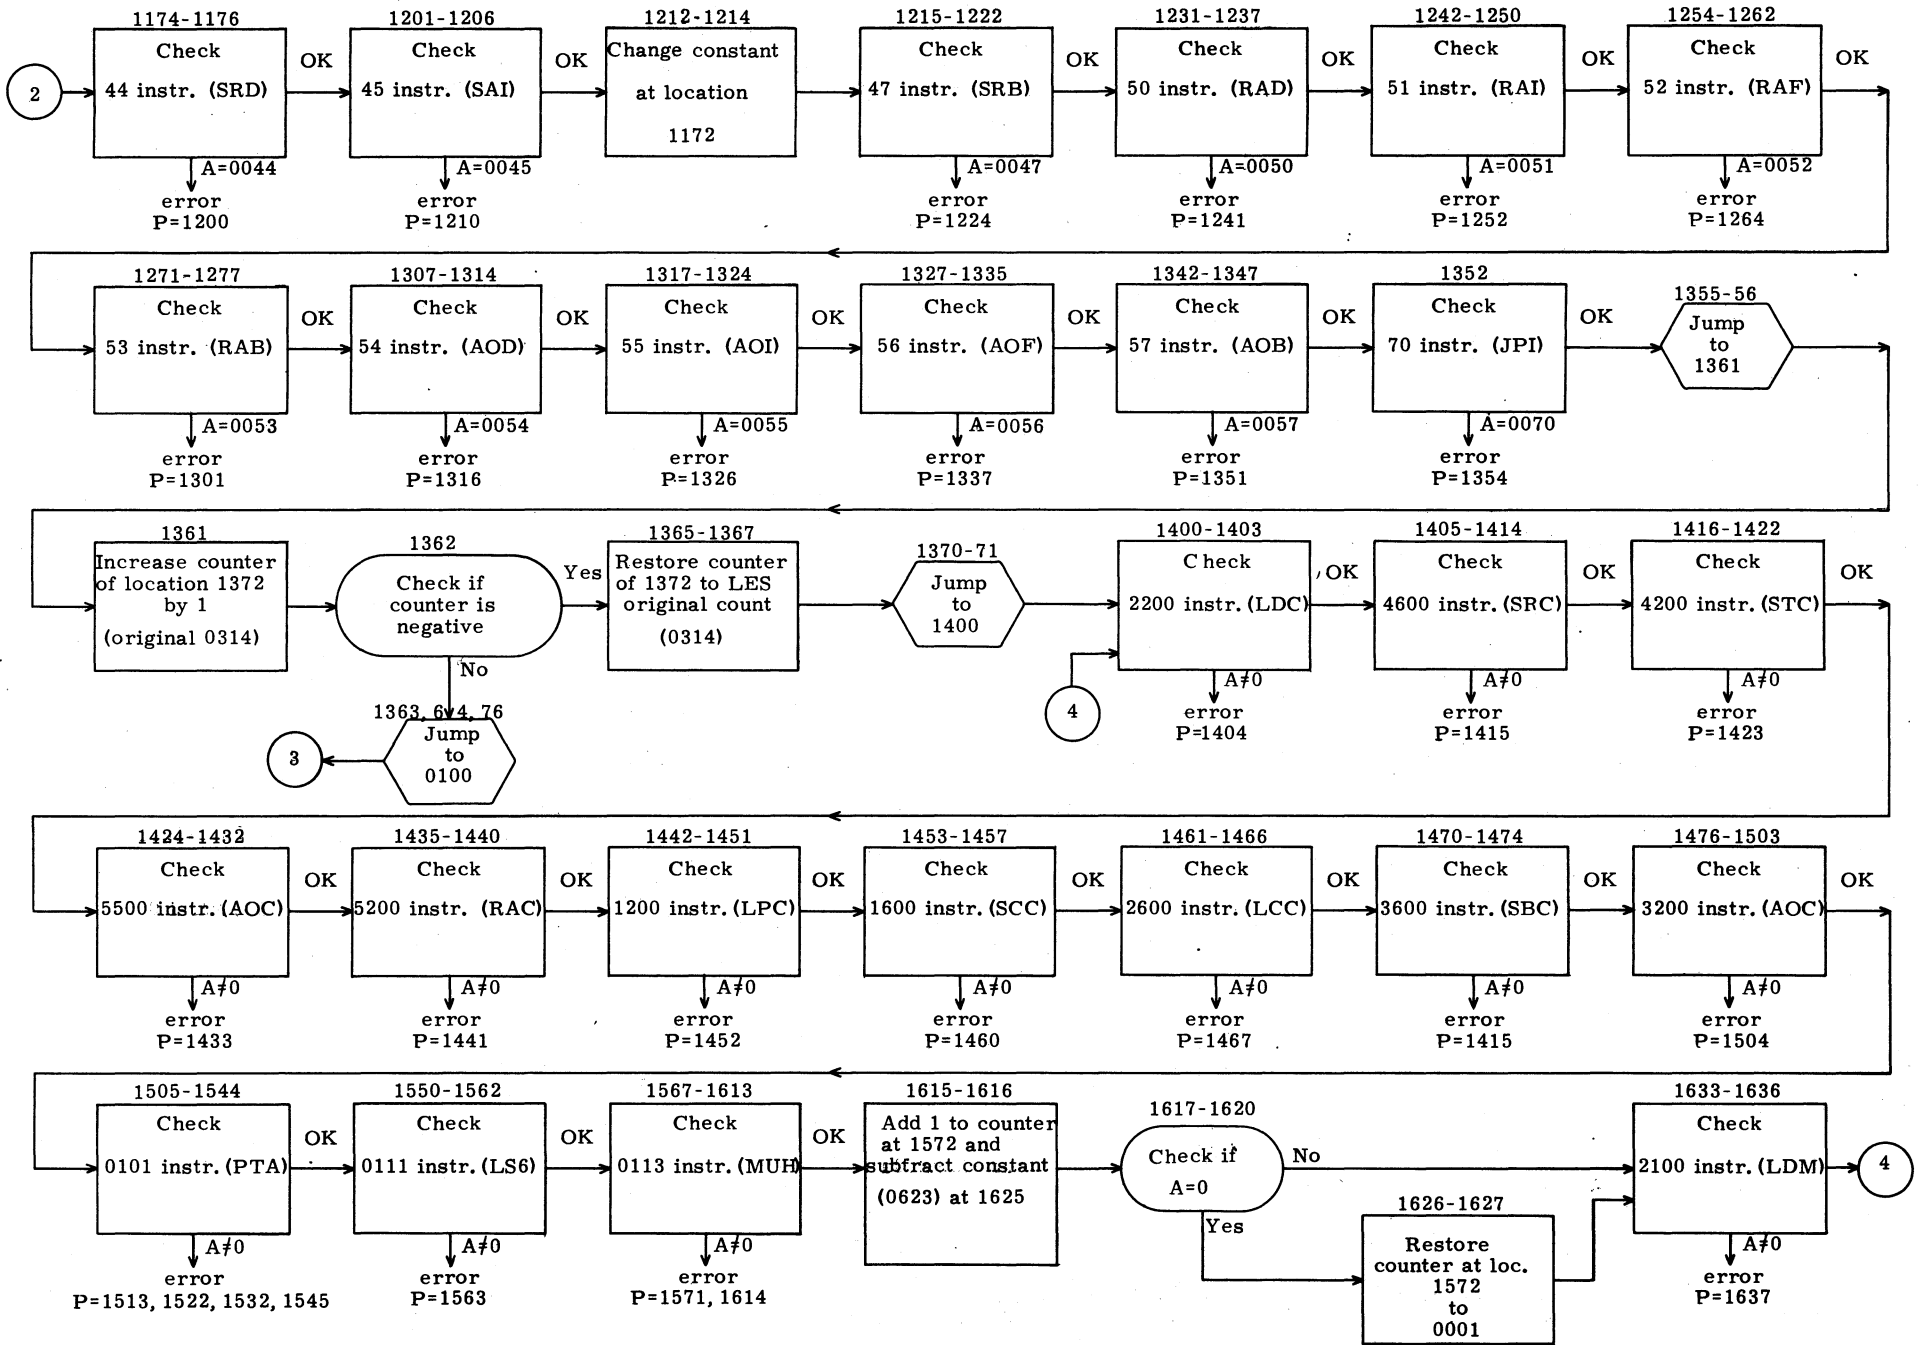 2
1174-1176
Check
44 instr. (SRD)
OK
A=0044
error
P=1200
1201-1206
Check
45 instr. (SAI)
OK
A=0045
error
P=1210
1212-1214
Change constant
at location
1172
1215-1222
Check
47 instr. (SRB)
OK
A=0047
error
P=1224
1231-1237
Check
50 instr. (RAD)
OK
A=0050
error
P=1241
1242-1250
Check
51 instr. (RAI)
OK
A=0051
error
P=1252
1254-1262
Check
52 instr. (RAF)
OK
A=0052
error
P=1264
1271-1277
Check
53 instr. (RAB)
OK
A=0053
error
P=1301
1307-1314
Check
54 instr. (AOD)
OK
A=0054
error
P=1316
1317-1324
Check
55 instr. (AOI)
OK
A=0055
error
P=1326
1327-1335
Check
56 instr. (AOF)
OK
A=0056
error
P=1337
1342-1347
Check
57 instr. (AOB)
OK
A=0057
error
P=1351
1352
Check
70 instr. (JPI)
OK
A=0070
error
P=1354
1355-56
Jump
to
1361
1361
Increase counter
of location 1372
by 1
(original 0314)
1362
Check if
counter is
negative
Yes
No
1363, 64, 76
Jump
to
0100
3
1365-1367
Restore counter
of 1372 to LES
original count
(0314)
1370-71
Jump
to
1400
4
1400-1403
Check
2200 instr. (LDC)
OK
A≠0
error
P=1404
1405-1414
Check
4600 instr. (SRC)
OK
A≠0
error
P=1415
1416-1422
Check
4200 instr. (STC)
OK
A≠0
error
P=1423
1424-1432
Check
5500 instr. (AOC)
OK
A≠0
error
P=1433
1435-1440
Check
5200 instr. (RAC)
OK
A≠0
error
P=1441
1442-1451
Check
1200 instr. (LPC)
OK
A≠0
error
P=1452
1453-1457
Check
1600 instr. (SCC)
OK
A≠0
error
P=1460
1461-1466
Check
2600 instr. (LCC)
OK
A≠0
error
P=1467
1470-1474
Check
3600 instr. (SBC)
OK
A≠0
error
P=1415
1476-1503
Check
3200 instr. (AOC)
OK
A≠0
error
P=1504
1505-1544
Check
0101 instr. (PTA)
OK
A≠0
error
P=1513, 1522, 1532, 1545
1550-1562
Check
0111 instr. (LS6)
OK
A≠0
error
P=1563
1567-1613
Check
0113 instr. (MUH)
OK
A≠0
error
P=1571, 1614
1615-1616
Add 1 to counter
at 1572 and
subtract constant
(0623) at 1625
1617-1620
Check if
A=0
No
Yes
1626-1627
Restore
counter at loc.
1572
to
0001
1633-1636
Check
2100 instr. (LDM)
A≠0
error
P=1637
4